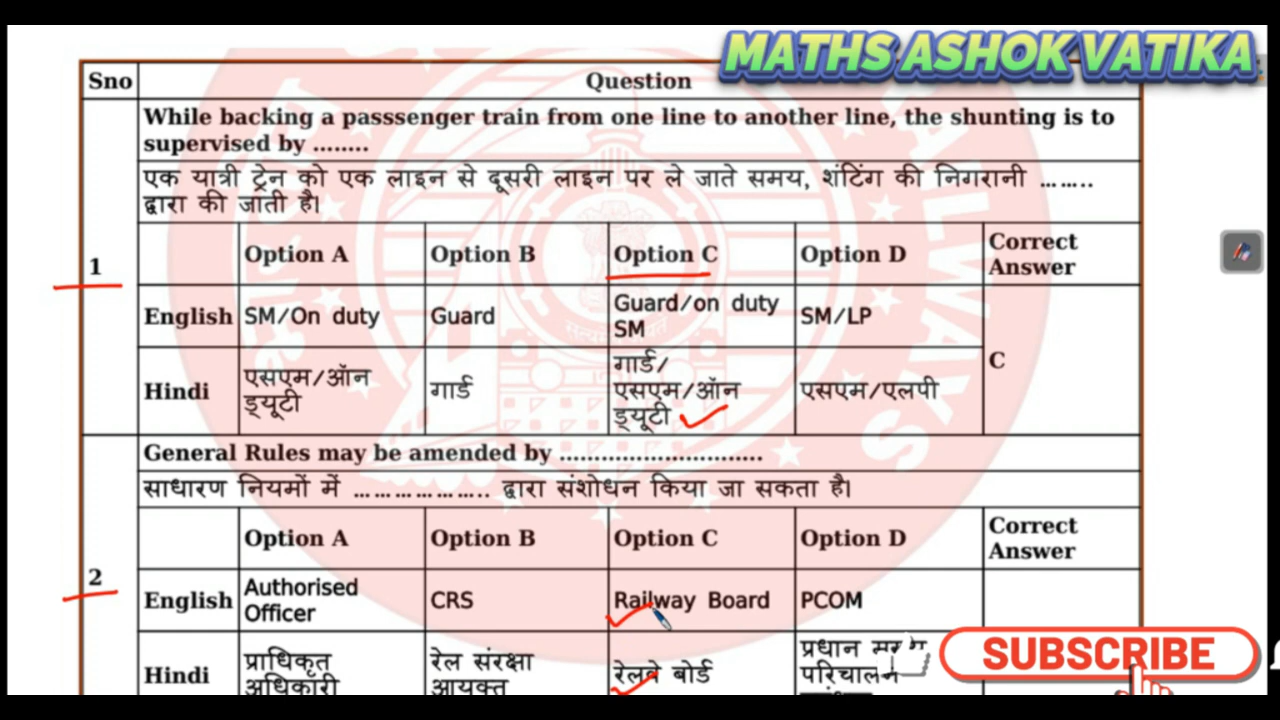 MATHS ASHOK VATIKA
Sno
Question
While backing a passsenger train from one line to another line, the shunting is to
supervised by ........
एक यात्री ट्रेन को एक लाइन से दूसरी लाइन पर ले जाते समय, शंटिंग की निगरानी ........
द्वारा की जाती है।
1
Option A
Option B
Option C
Option D
Correct
Answer
English
SM/On duty
Guard
Guard/on duty
SM
SM/LP
C
Hindi
एसएम/ऑन
ड्यूटी
गार्ड
गार्ड/
एसएम/ऑन
ड्यूटी
एसएम/एलपी
General Rules may be amended by .............................
साधारण नियमों में ………………….. द्वारा संशोधन किया जा सकता है।
2
Option A
Option B
Option C
Option D
Correct
Answer
English
Authorised
Officer
CRS
Railway Board
PCOM
Hindi
प्राधिकृत
अधिकारी
रेल संरक्षा
आयुक्त
रेलवे बोर्ड
प्रधान
परिचालन
SUBSCRIBE